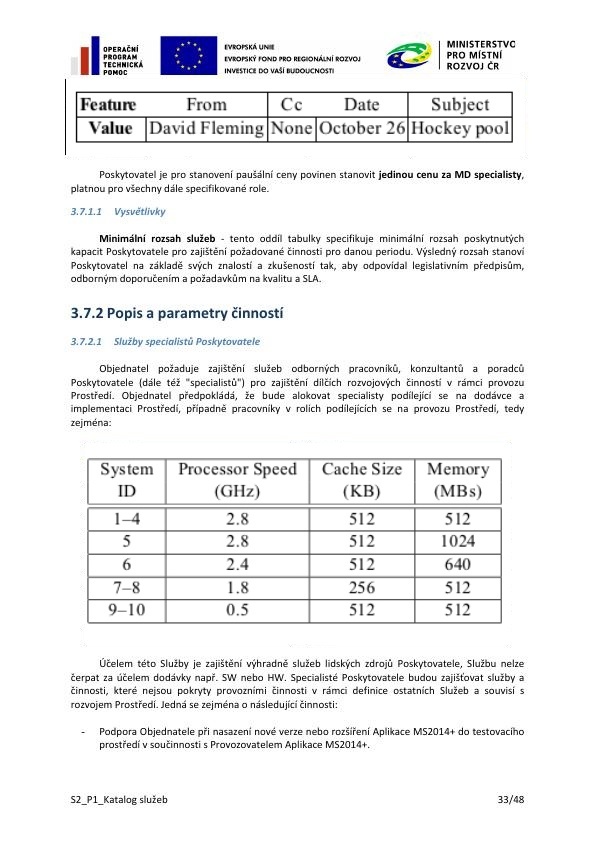 OPERAČNÍ
PROGRAM
TECHNICKÁ
POMOC
EVROPSKÁ UNIE
EVROPSKÝ FOND PRO REGIONÁLNÍ ROZVOJ
INVESTICE DO VAŠÍ BUDOUCNOSTI
MINISTERSTVO
PRO MÍSTNÍ
ROZVOJ ČR
Feature From Cc Date Subject
Value David Fleming None October 26 Hockey pool
Poskytovatel je pro stanovení paušální ceny povinen stanovit jedinou cenu za MD specialisty,
platnou pro všechny dále specifikované role.
3.7.1.1 Vysvětlivky
Minimální rozsah služeb - tento oddíl tabulky specifikuje minimální rozsah poskytnutých
kapacit Poskytovatele pro zajištění požadované činnosti pro danou periodu. Výsledný rozsah stanoví
Poskytovatel na základě svých znalostí a zkušeností tak, aby odpovídal legislativním předpisům,
odborným doporučením a požadavkům na kvalitu a SLA.
3.7.2 Popis a parametry činností
3.7.2.1 Služby specialistů Poskytovatele
Objednatel požaduje zajištění služeb odborných pracovníků, konzultantů a poradců
Poskytovatele (dále též "specialistů") pro zajištění dílčích rozvojových činností v rámci provozu
Prostředí. Objednatel předpokládá, že bude alokovat specialisty podílející se na dodávce a
implementaci Prostředí, případně pracovníky v rolích podílejících se na provozu Prostředí, tedy
zejména:
System Processor Speed Cache Size Memory
ID (GHz) (KB) (MBs)
1–4 2.8 512 512
5 2.8 512 1024
6 2.4 512 640
7–8 1.8 256 512
9–10 0.5 512 512
Účelem této Služby je zajištění výhradně služeb lidských zdrojů Poskytovatele, Službu nelze
čerpat za účelem dodávky např. SW nebo HW. Specialisté Poskytovatele budou zajišťovat služby a
činnosti, které nejsou pokryty provozními činnosti v rámci definice ostatních Služeb a souvisí s
rozvojem Prostředí. Jedná se zejména o následující činnosti:
- Podpora Objednatele při nasazení nové verze nebo rozšíření Aplikace MS2014+ do testovacího
prostředí v součinnosti s Provozovatelem Aplikace MS2014+.
S2_P1_Katalog služeb 33/48